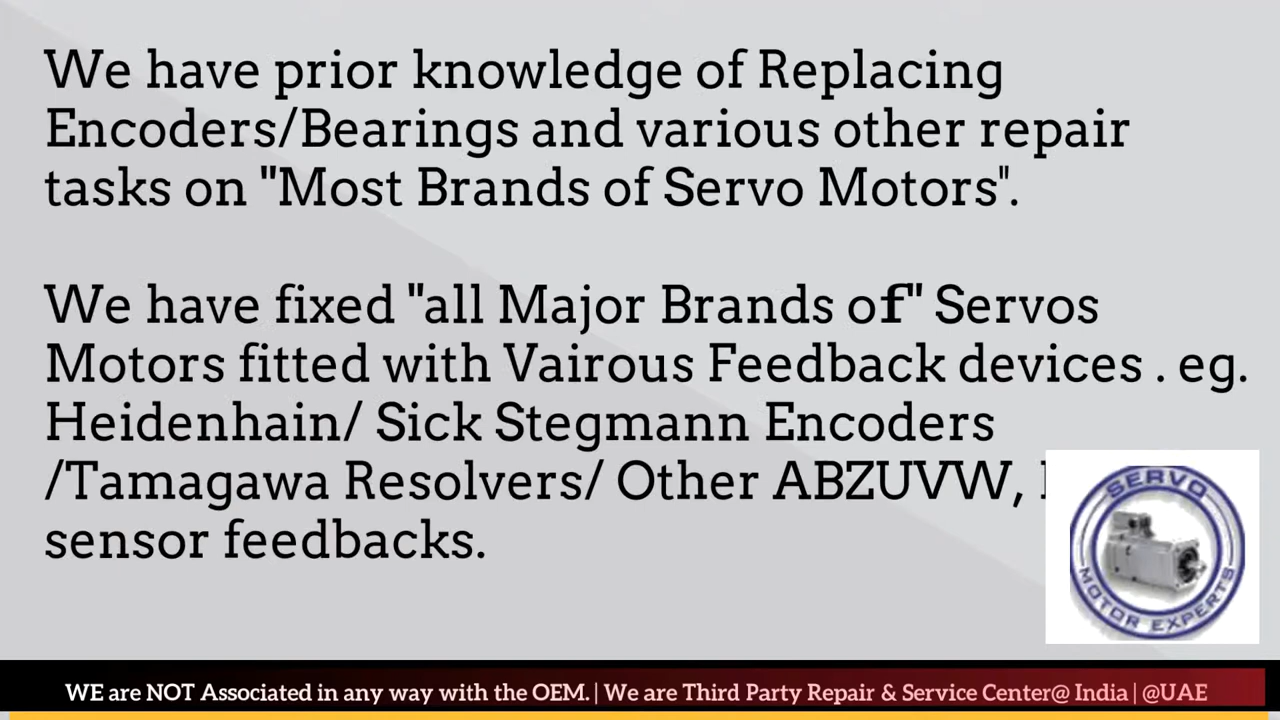 We have prior knowledge of Replacing
Encoders/Bearings and various other repair
tasks on "Most Brands of Servo Motors".
We have fixed "all Major Brands of" Servos
Motors fitted with Vairous Feedback devices . eg.
Heidenhain/ Sick Stegmann Encoders
/Tamagawa Resolvers/ Other ABZUVW,
sensor feedbacks.
SERVO
MOTOR EXPERTS
WE are NOT Associated in any way with the OEM. | We are Third Party Repair & Service Center@ India | @UAE